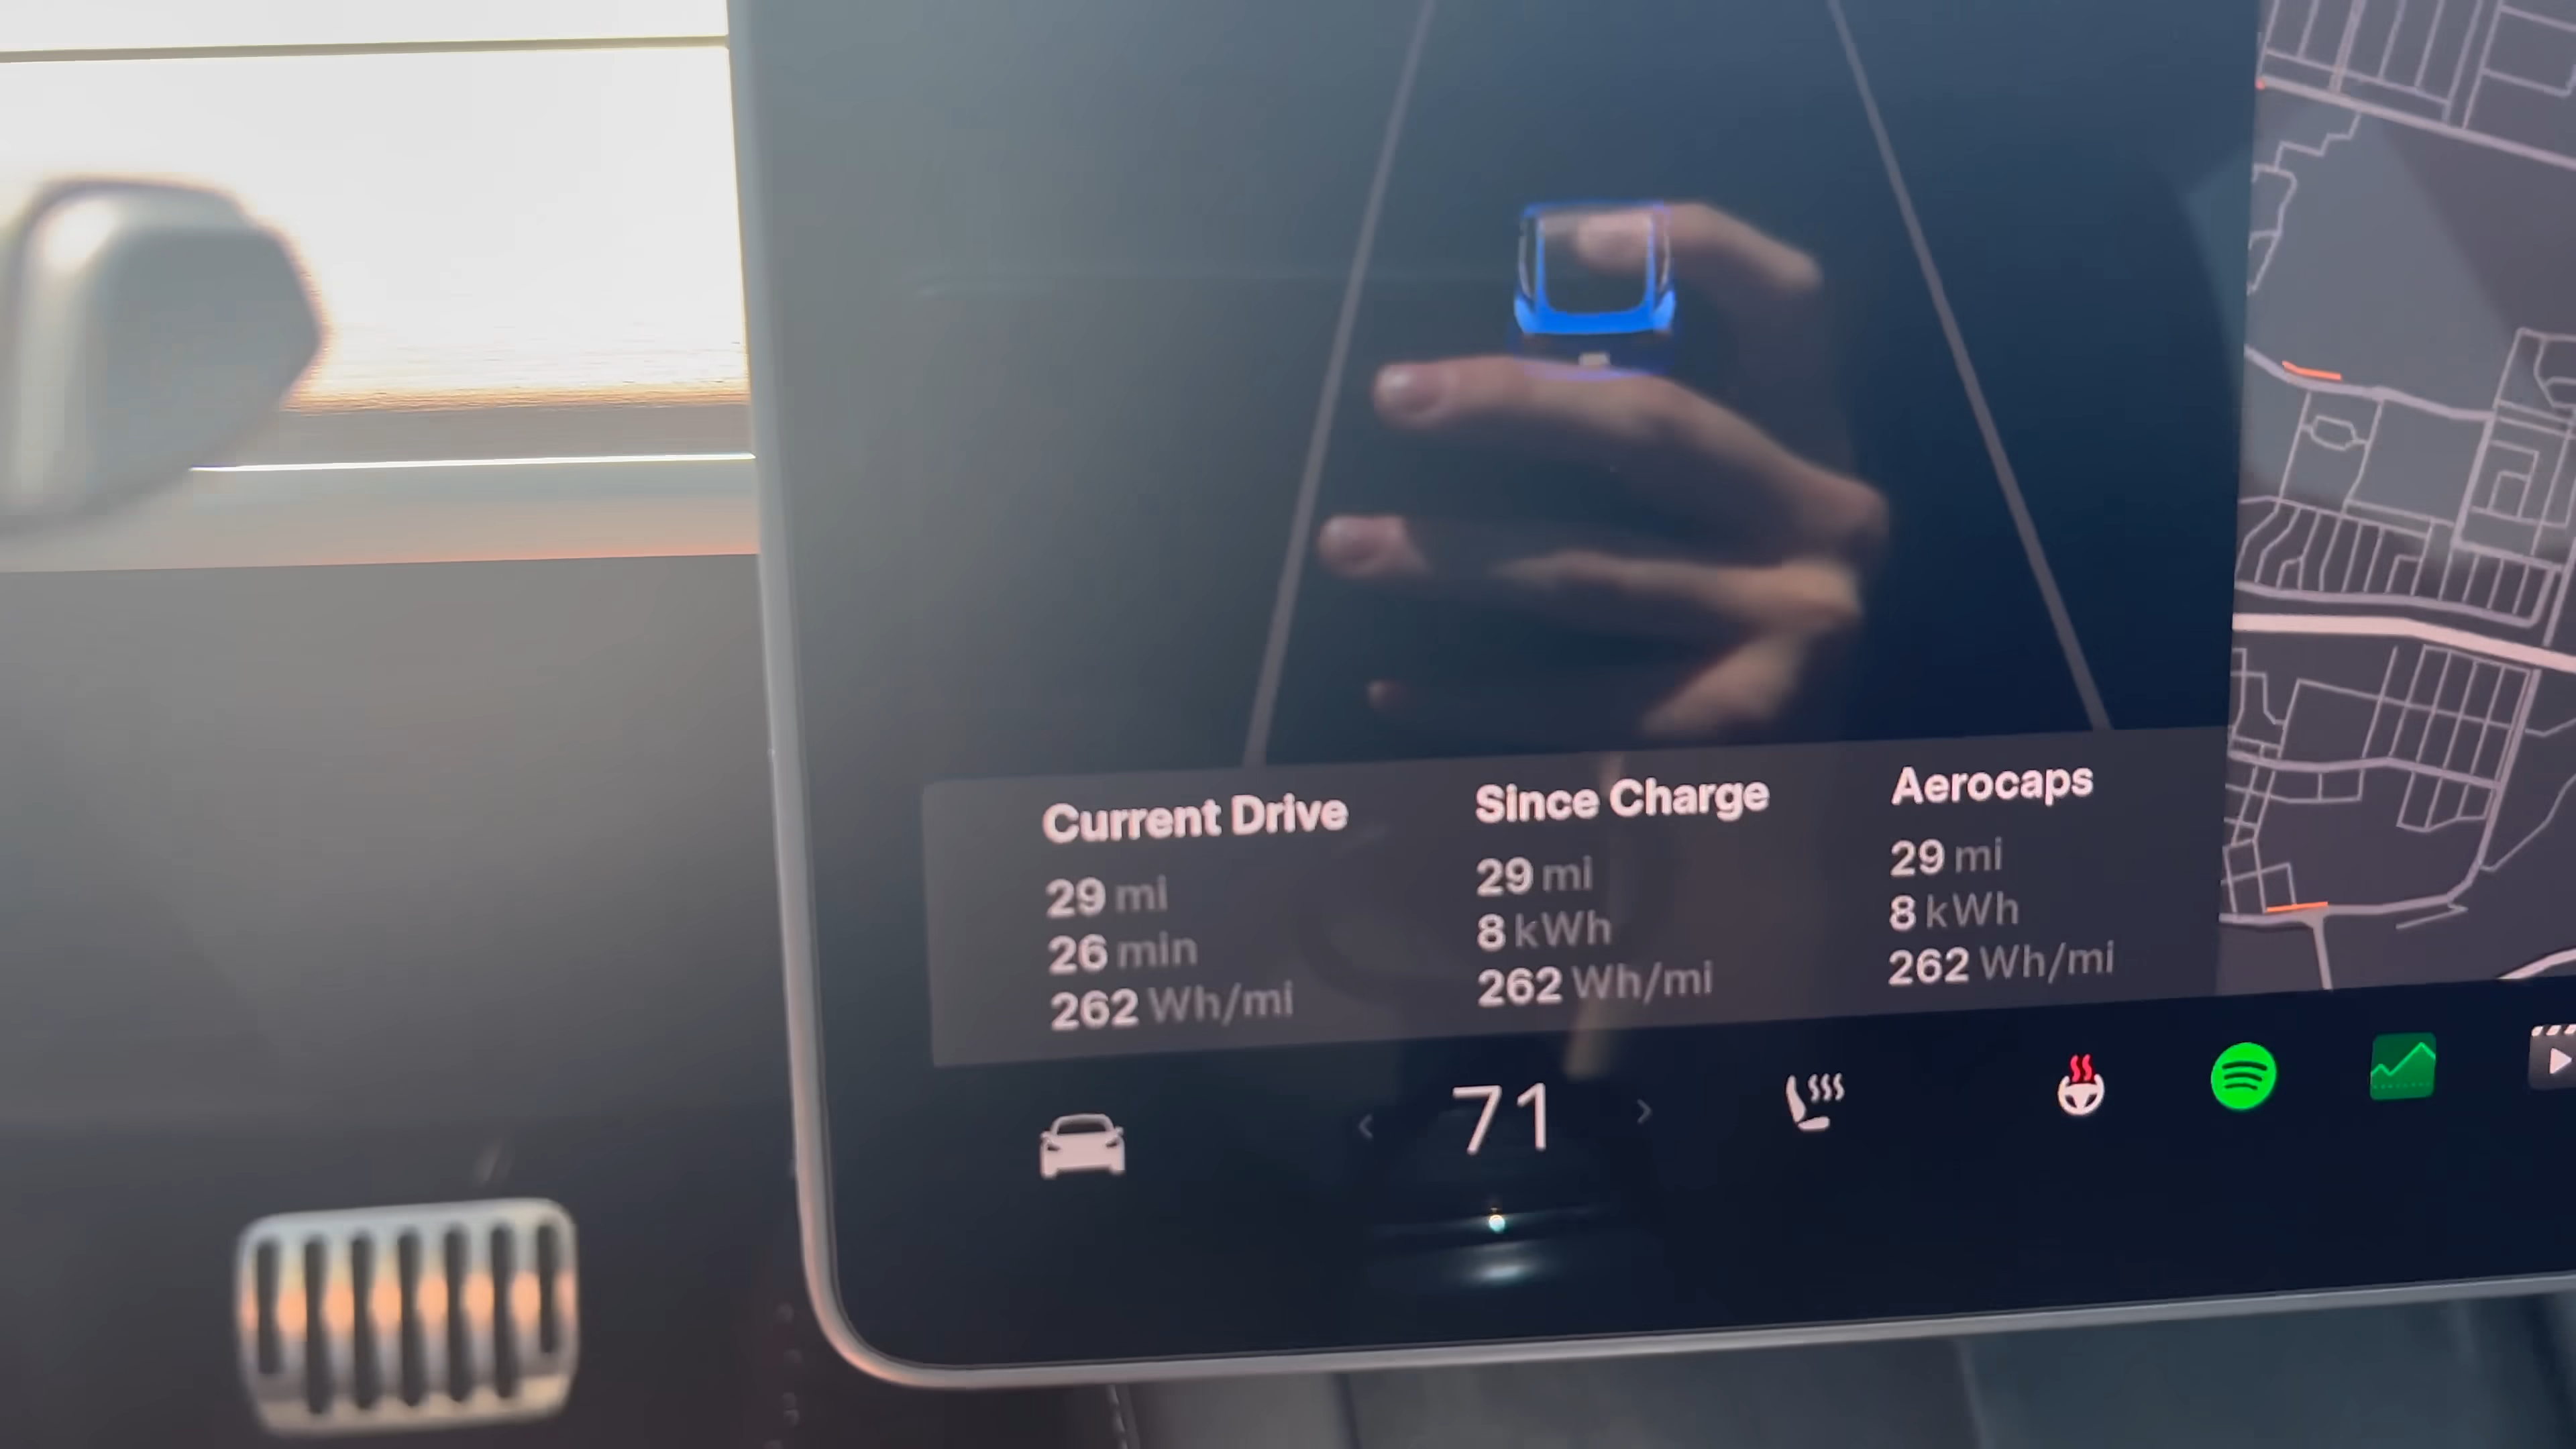 Current Drive
29 mi
26 min
262 Wh/mi
Since Charge
29 mi
8 kWh
262 Wh/mi
Aerocaps
29 mi
8 kWh
262 Wh/mi
71